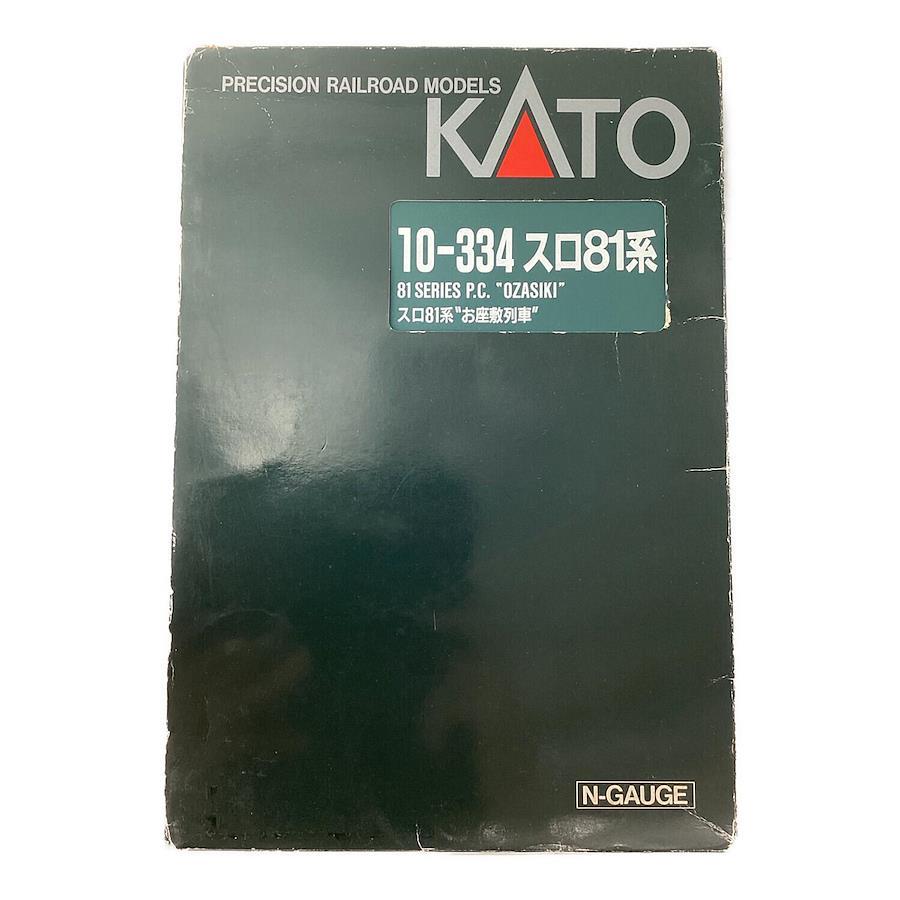 PRECISION RAILROAD MODELS
KATO
10-334 スロ81系
81 SERIES P.C. "OZASIKI"
スロ81系"お座敷列車"
N-GAUGE